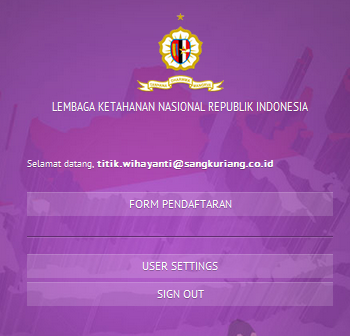 LEMBAGA KETAHANAN NASIONAL REPUBLIK INDONESIA
Selamat datang, titik.wihayanti@sangkuriang.co.id
FORM PENDAFTARAN
USER SETTINGS
SIGN OUT